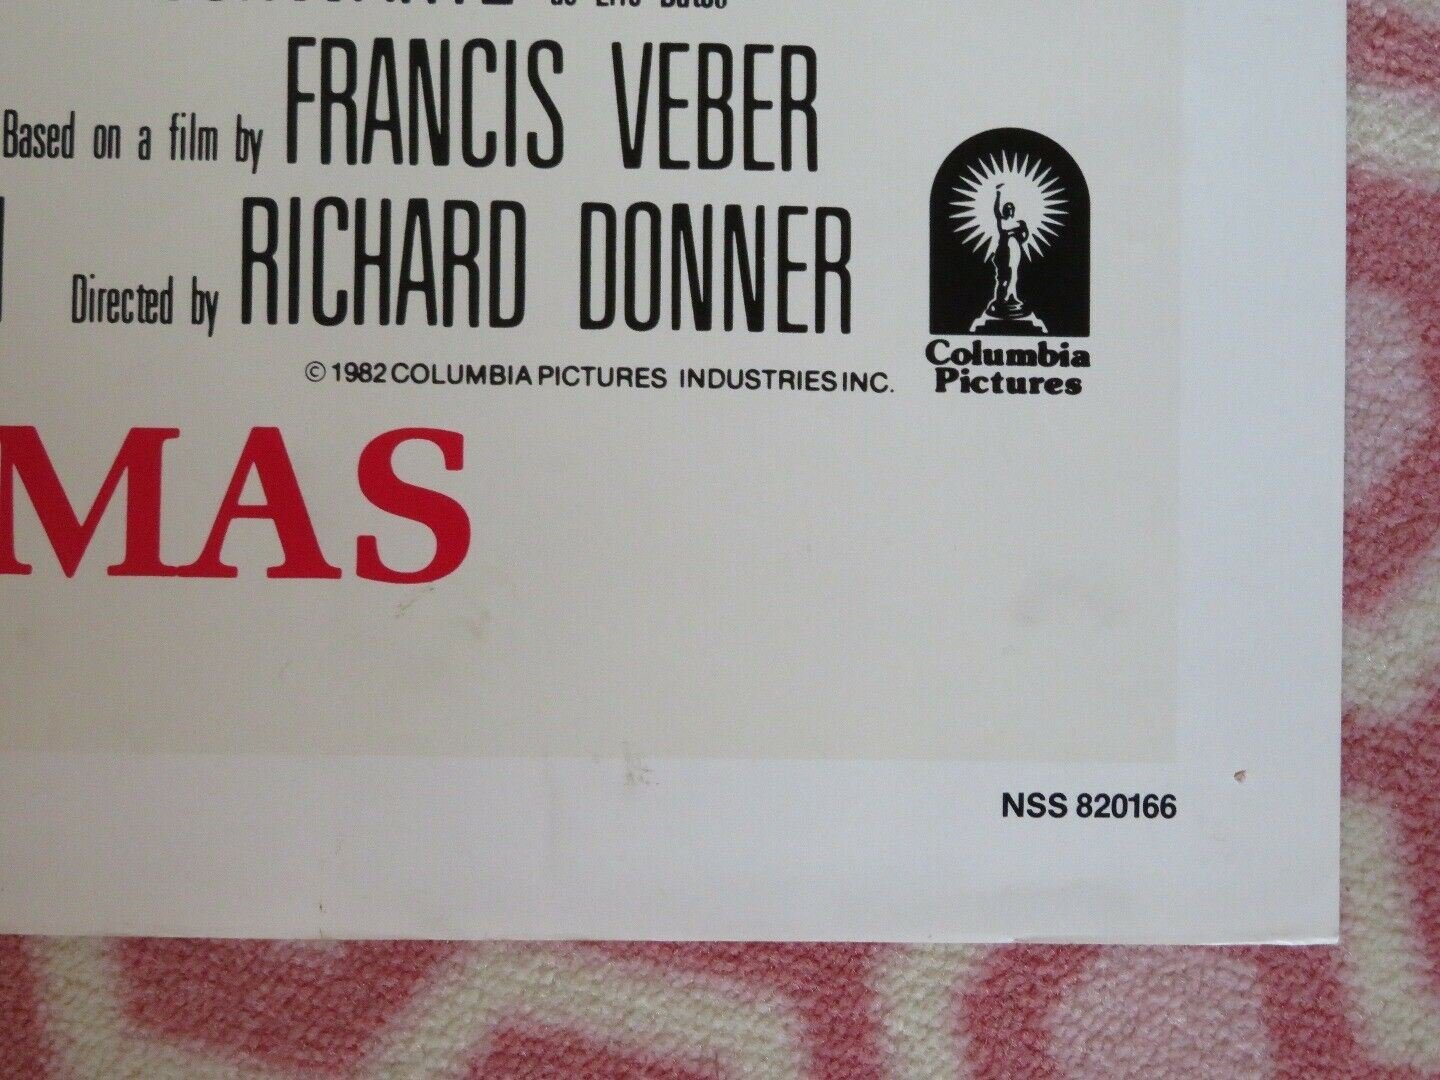 Based on a film by FRANCIS VEBER
Directed by RICHARD DONNER
© 1982 COLUMBIA PICTURES INDUSTRIES INC.
Columbia
Pictures
MAS
NSS 820166